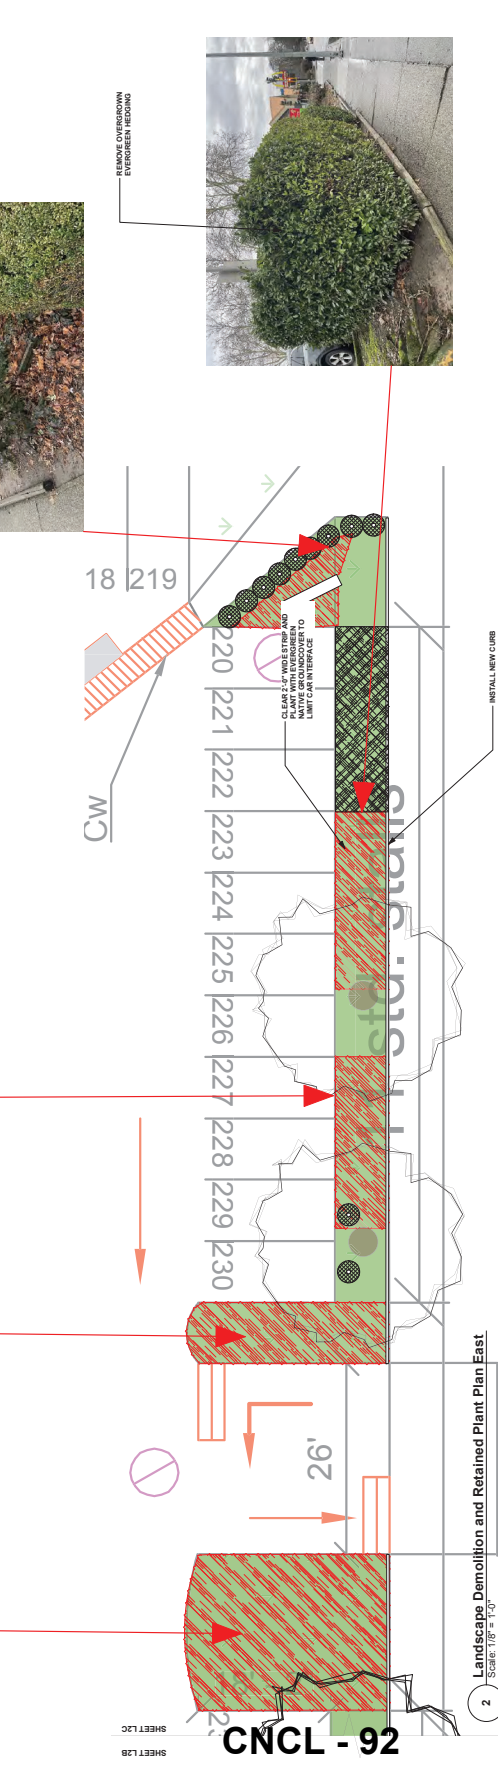 REMOVE OVERGROWN
EVERGREEN HEDGING
18
219
220
221
222
223
224
225
226
227
228
229
230
Cw
CLEAR 2'-0" WIDE STRIP AND
PLANT WITH EVERGREEN
NATIVE GROUNDCOVER TO
LIMIT CAR INTERFACE
INSTALL NEW CURB
std. stalls
26'
2
Landscape Demolition and Retained Plant Plan East
Scale: 1/8" = 1'-0"
SHEET L2C
SHEET L2B
CNCL - 92